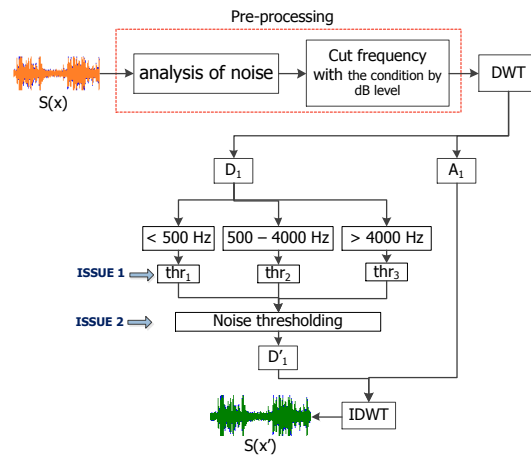 Pre-processing
S(x)
analysis of noise
Cut frequency
with the condition by
dB level
DWT
D₁
A₁
< 500 Hz
500 – 4000 Hz
> 4000 Hz
ISSUE 1
thr₁
thr₂
thr₃
ISSUE 2
Noise thresholding
D'₁
IDWT
S(x')